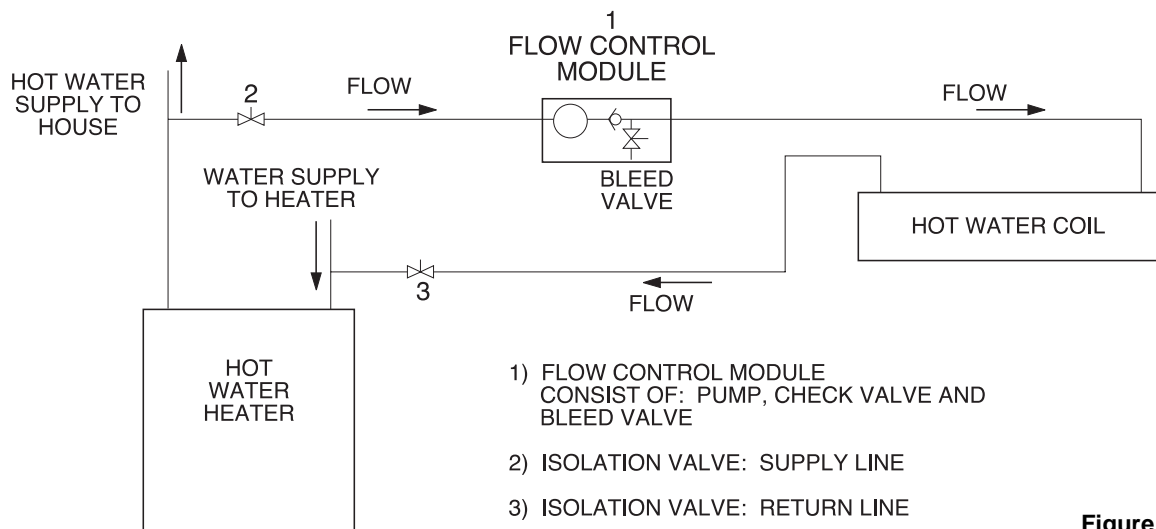 1
FLOW CONTROL
MODULE
HOT WATER
SUPPLY TO
HOUSE
2
FLOW
FLOW
WATER SUPPLY
TO HEATER
BLEED
VALVE
HOT WATER COIL
3
FLOW
HOT
WATER
HEATER
1) FLOW CONTROL MODULE
CONSIST OF: PUMP, CHECK VALVE AND
BLEED VALVE
2) ISOLATION VALVE: SUPPLY LINE
3) ISOLATION VALVE: RETURN LINE
Figure